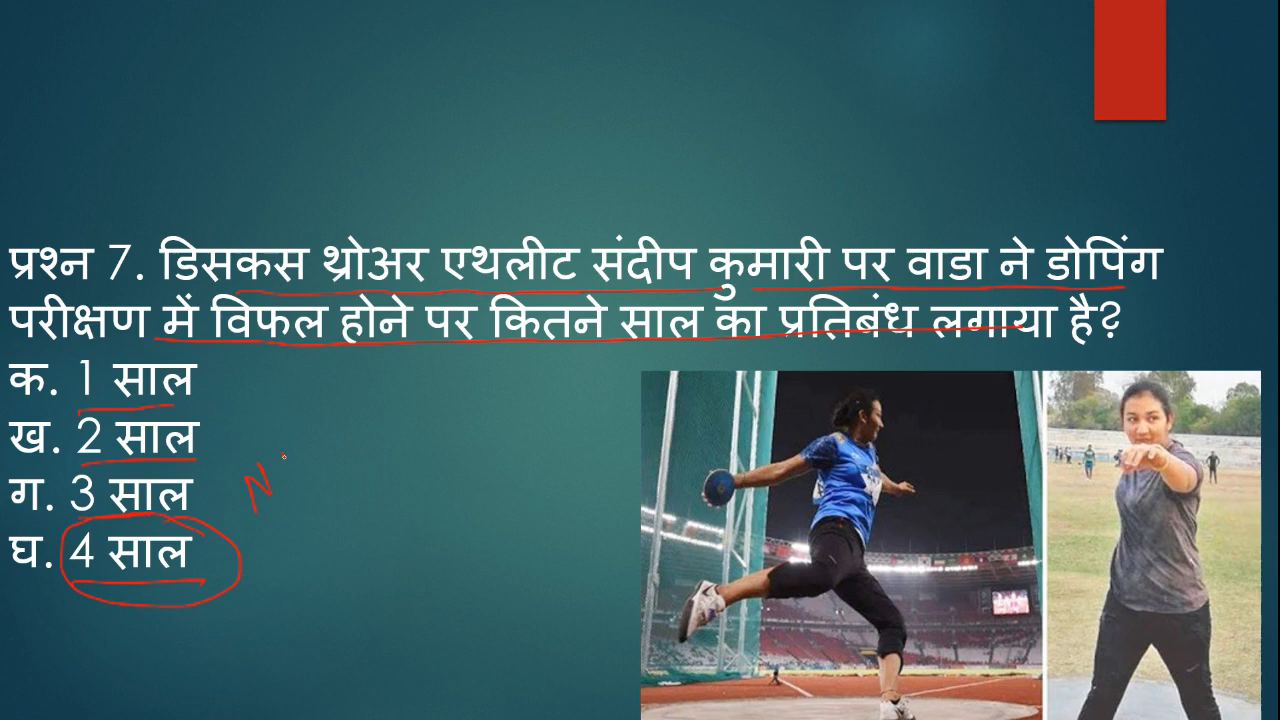 प्रश्न 7. डिसकस थ्रोअर एथलीट संदीप कुमारी पर वाडा ने डोपिंग
परीक्षण में विफल होने पर कितने साल का प्रतिबंध लगाया है?
क. 1 साल
ख. 2 साल
ग. 3 साल
घ. 4 साल
N